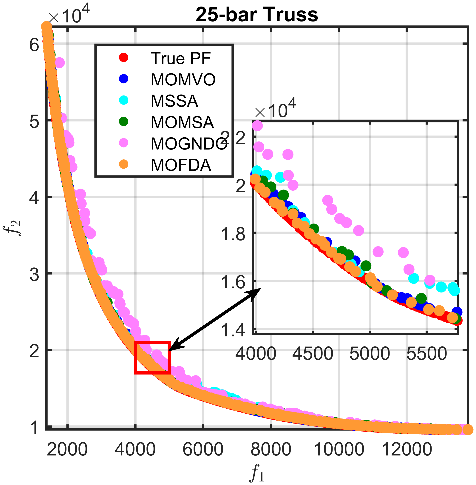 25-bar Truss
×10⁴
6
5
4
3
2
1
f₂
True PF
MOMVO
MSSA
MOMSA
MOGNDO
MOFDA
×10⁴
2.2
2
1.8
1.6
1.4
4000 4500 5000 5500
2000 4000 6000 8000 10000 12000
f₁